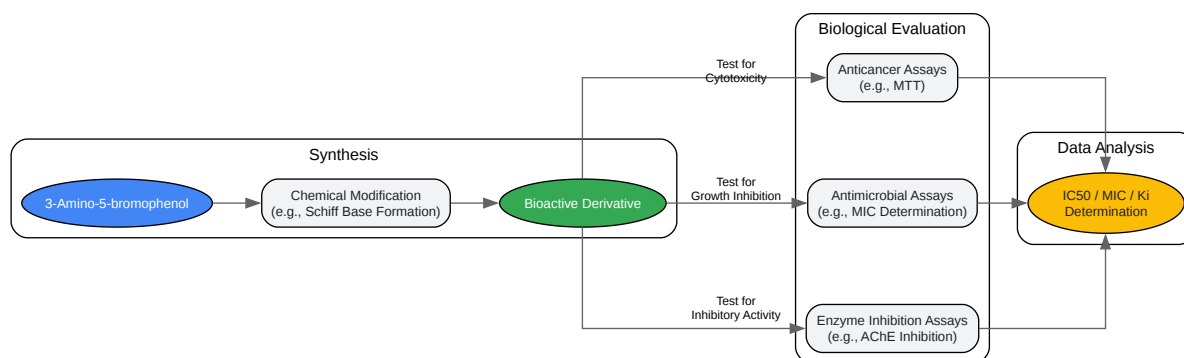 Biological Evaluation
Test for
Cytotoxicity
Anticancer Assays
(e.g., MTT)
Synthesis
Data Analysis
3-Amino-5-bromophenol
Chemical Modification
(e.g., Schiff Base Formation)
Bioactive Derivative
Test for
Growth Inhibition
Antimicrobial Assays
(e.g., MIC Determination)
IC50 / MIC / Ki
Determination
Test for
Inhibitory Activity
Enzyme Inhibition Assays
(e.g., AChE Inhibition)